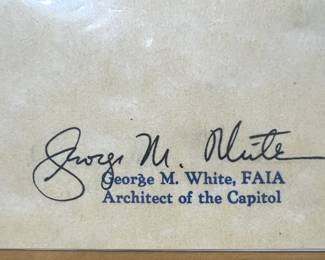 George M. White
George M. White, FAIA
Architect of the Capitol